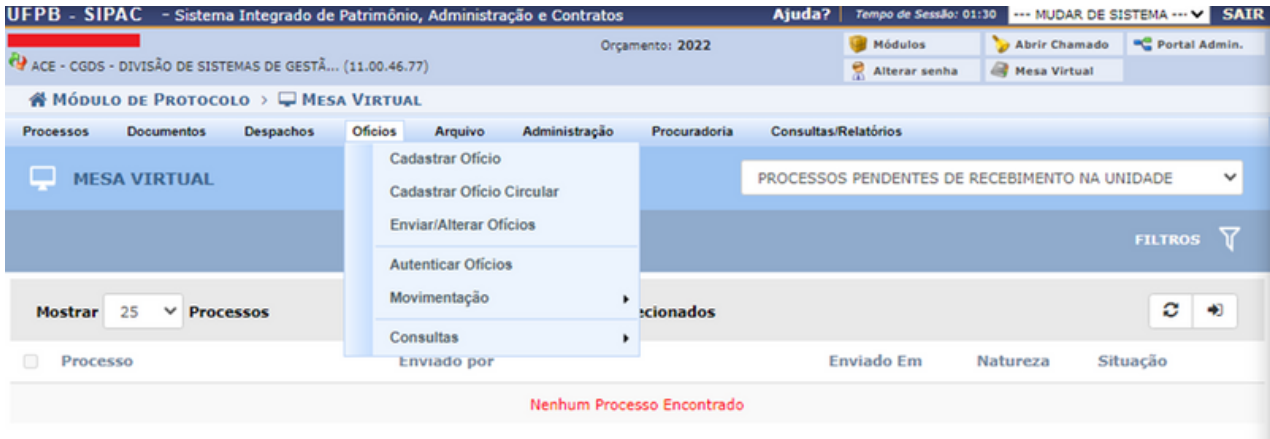 UFPB - SIPAC - Sistema Integrado de Patrimônio, Administração e Contratos Ajuda? Tempo de Sessão: 01:30 --- MUDAR DE SISTEMA --- SAIR
Orçamento: 2022 Módulos Abrir Chamado Portal Admin.
ACE - CGDS - DIVISÃO DE SISTEMAS DE GESTÃ... (11.00.46.77) Alterar senha Mesa Virtual
MÓDULO DE PROTOCOLO > MESA VIRTUAL
Processos Documentos Despachos Ofícios Arquivo Administração Procuradoria Consultas/Relatórios
Cadastrar Ofício
MESA VIRTUAL PROCESSOS PENDENTES DE RECEBIMENTO NA UNIDADE
Cadastrar Ofício Circular
Enviar/Alterar Ofícios
FILTROS
Autenticar Ofícios
Movimentação
Mostrar 25 Processos ecionados
Consultas
Processo Enviado por Enviado Em Natureza Situação
Nenhum Processo Encontrado